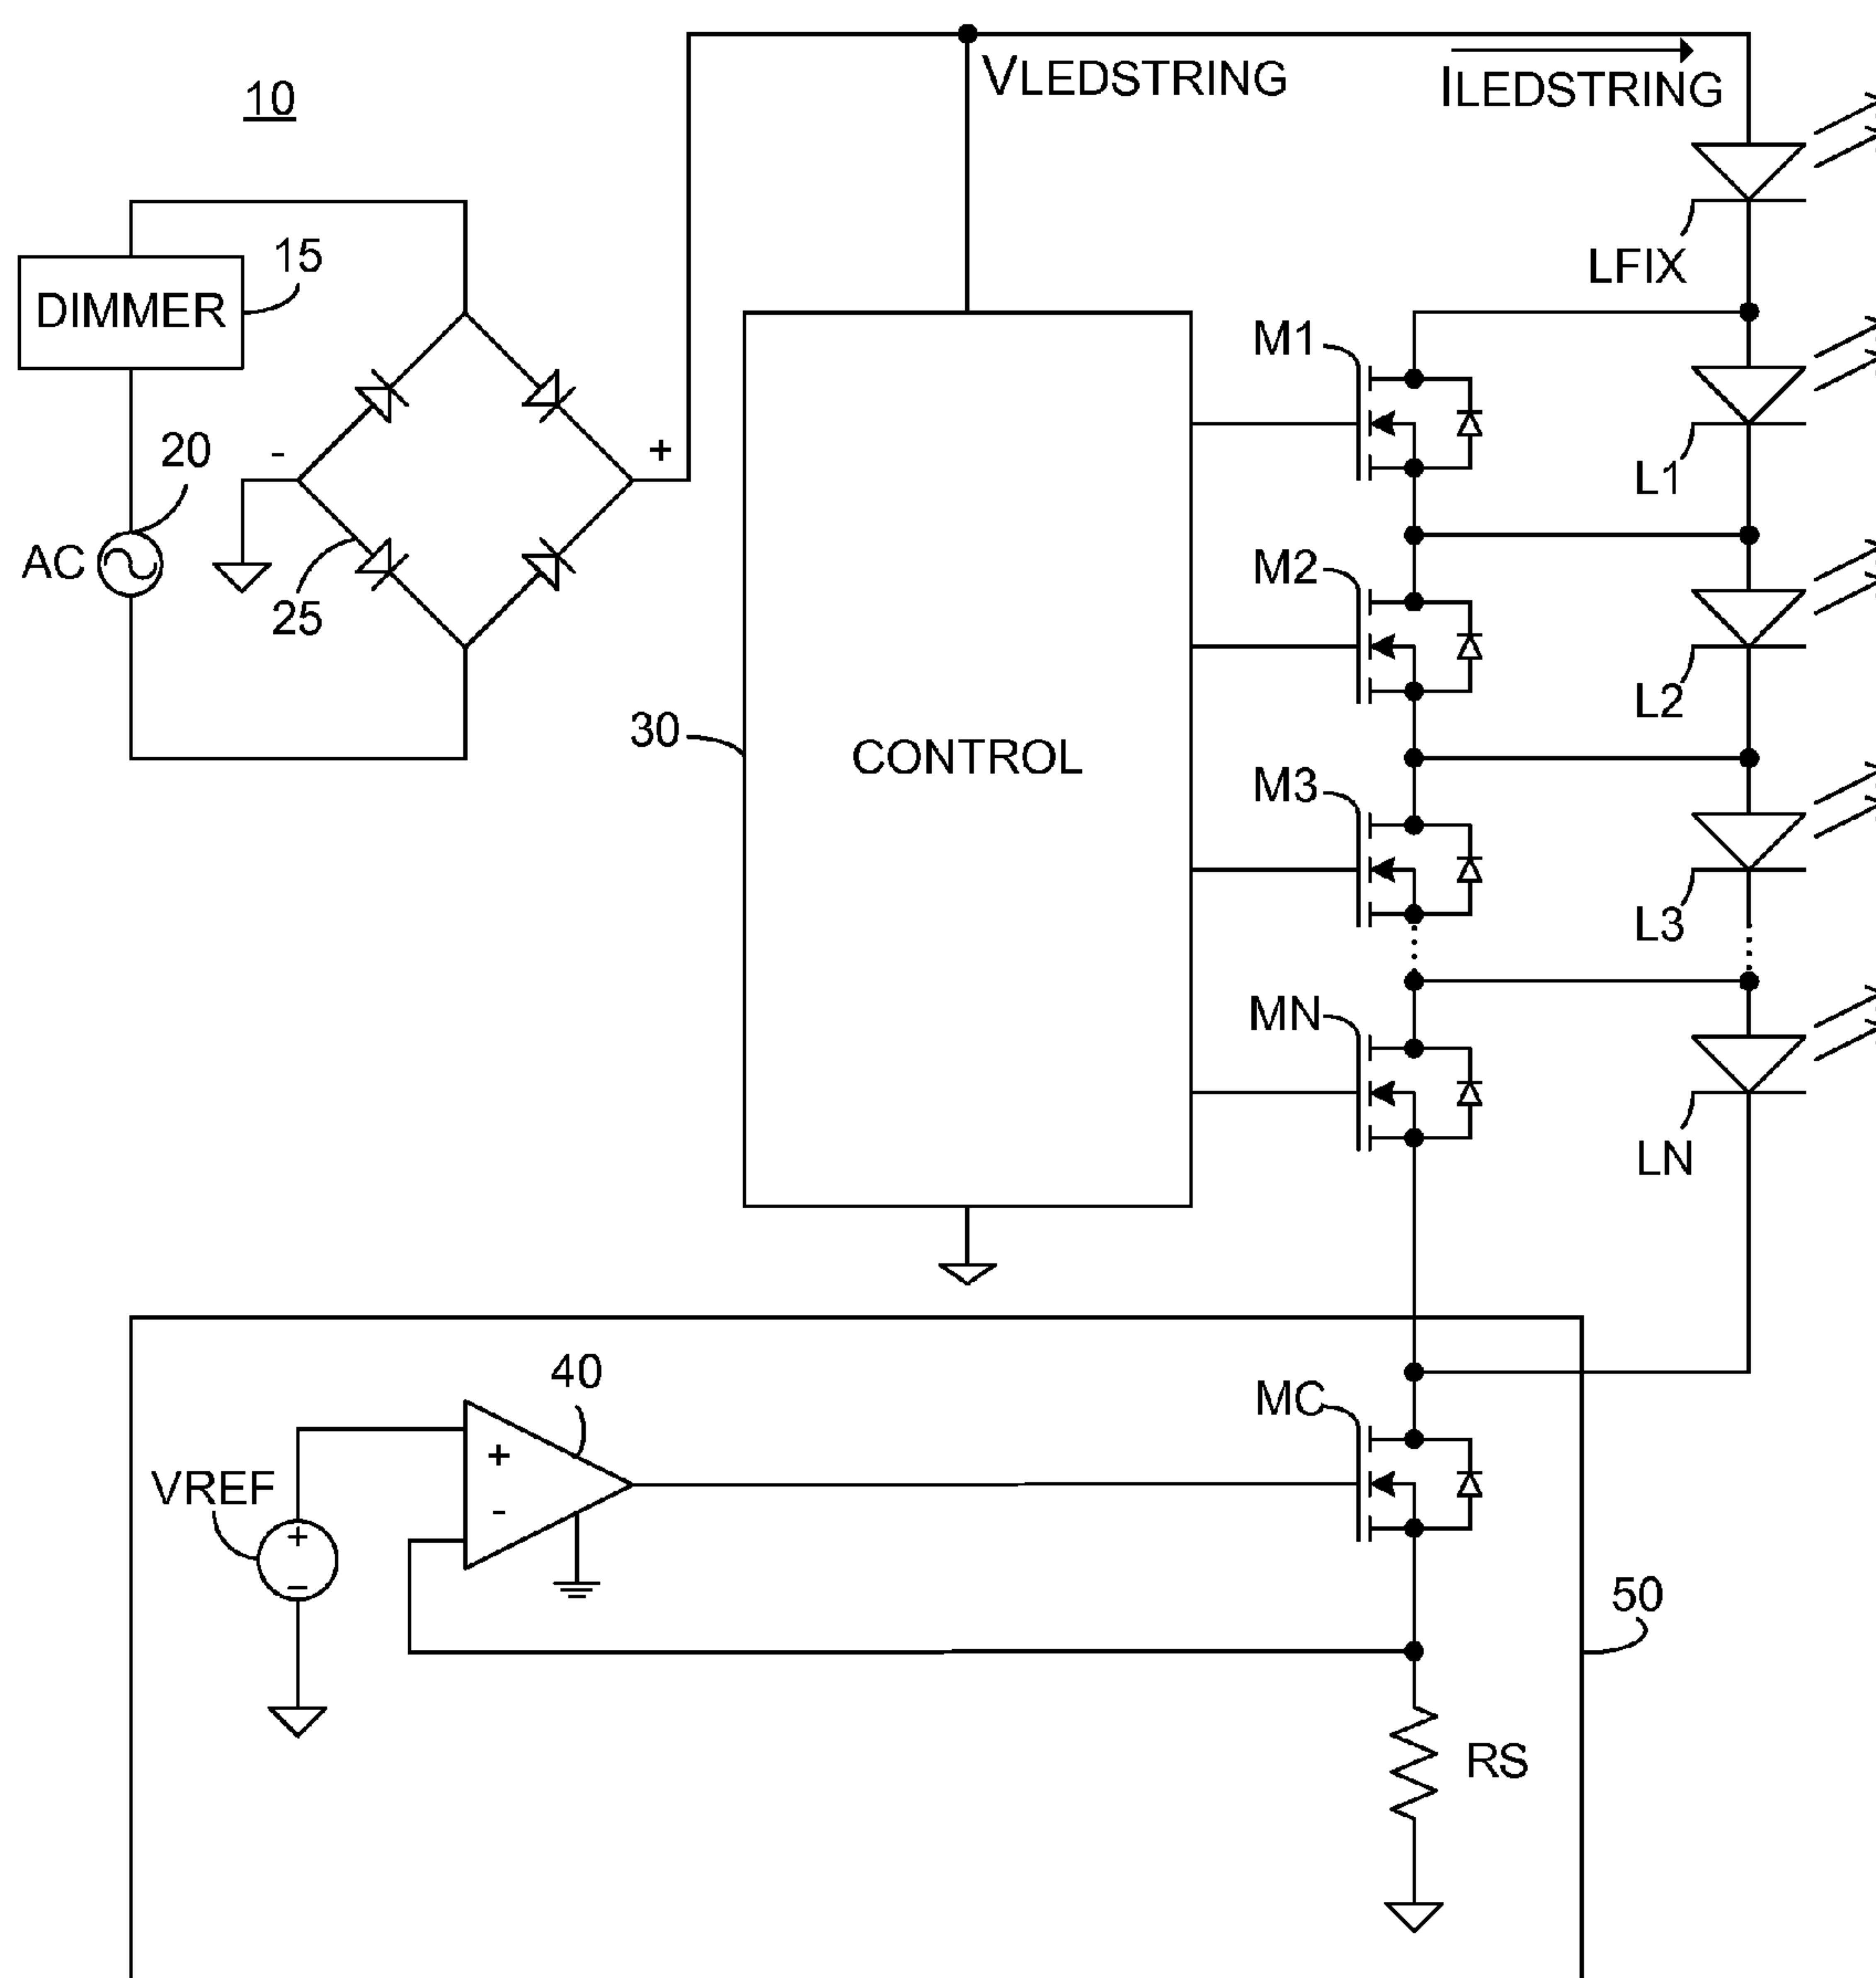 10
VLEDSTRING
ILEDSTRING
DIMMER
15
LFIX
M1
20
-
+
L1
AC
M2
25
30
L2
CONTROL
M3
L3
MN
LN
40
MC
VREF
+
-
+
-
50
RS